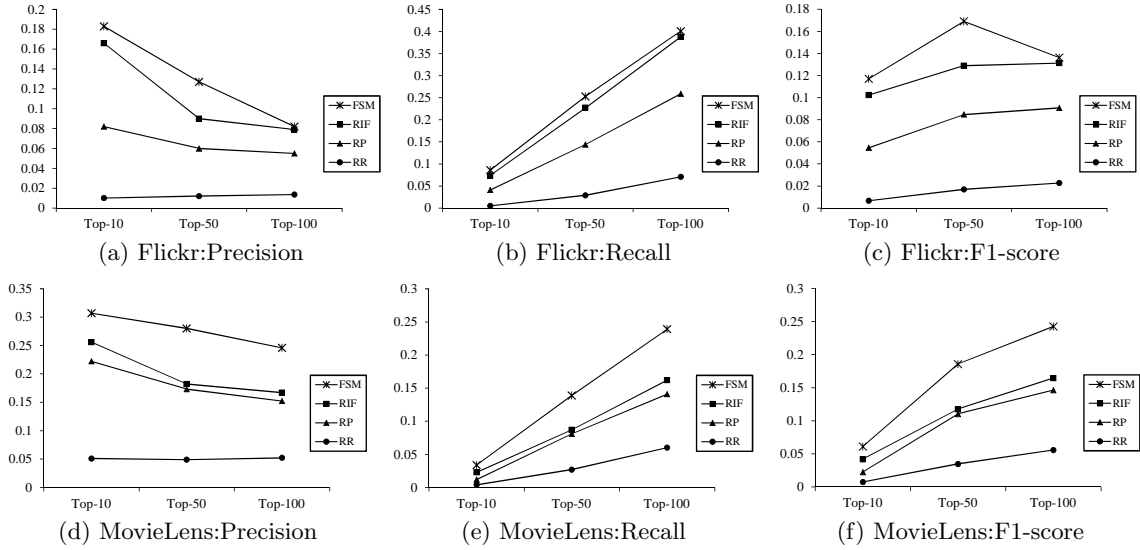 0.2
0.18
0.16
0.14
0.12
0.1
0.08
0.06
0.04
0.02
0
FSM
RIF
RP
RR
Top-10 Top-50 Top-100
(a) Flickr:Precision
0.45
0.4
0.35
0.3
0.25
0.2
0.15
0.1
0.05
0
FSM
RIF
RP
RR
Top-10 Top-50 Top-100
(b) Flickr:Recall
0.18
0.16
0.14
0.12
0.1
0.08
0.06
0.04
0.02
0
FSM
RIF
RP
RR
Top-10 Top-50 Top-100
(c) Flickr:F1-score
0.35
0.3
0.25
0.2
0.15
0.1
0.05
0
FSM
RIF
RP
RR
Top-10 Top-50 Top-100
(d) MovieLens:Precision
0.3
0.25
0.2
0.15
0.1
0.05
0
FSM
RIF
RP
RR
Top-10 Top-50 Top-100
(e) MovieLens:Recall
0.3
0.25
0.2
0.15
0.1
0.05
0
FSM
RIF
RP
RR
Top-10 Top-50 Top-100
(f) MovieLens:F1-score